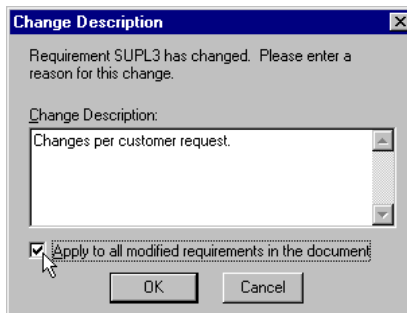 Change Description
Requirement SUPL3 has changed. Please enter a
reason for this change.
Change Description:
Changes per customer request.
Apply to all modified requirements in the document
OK Cancel